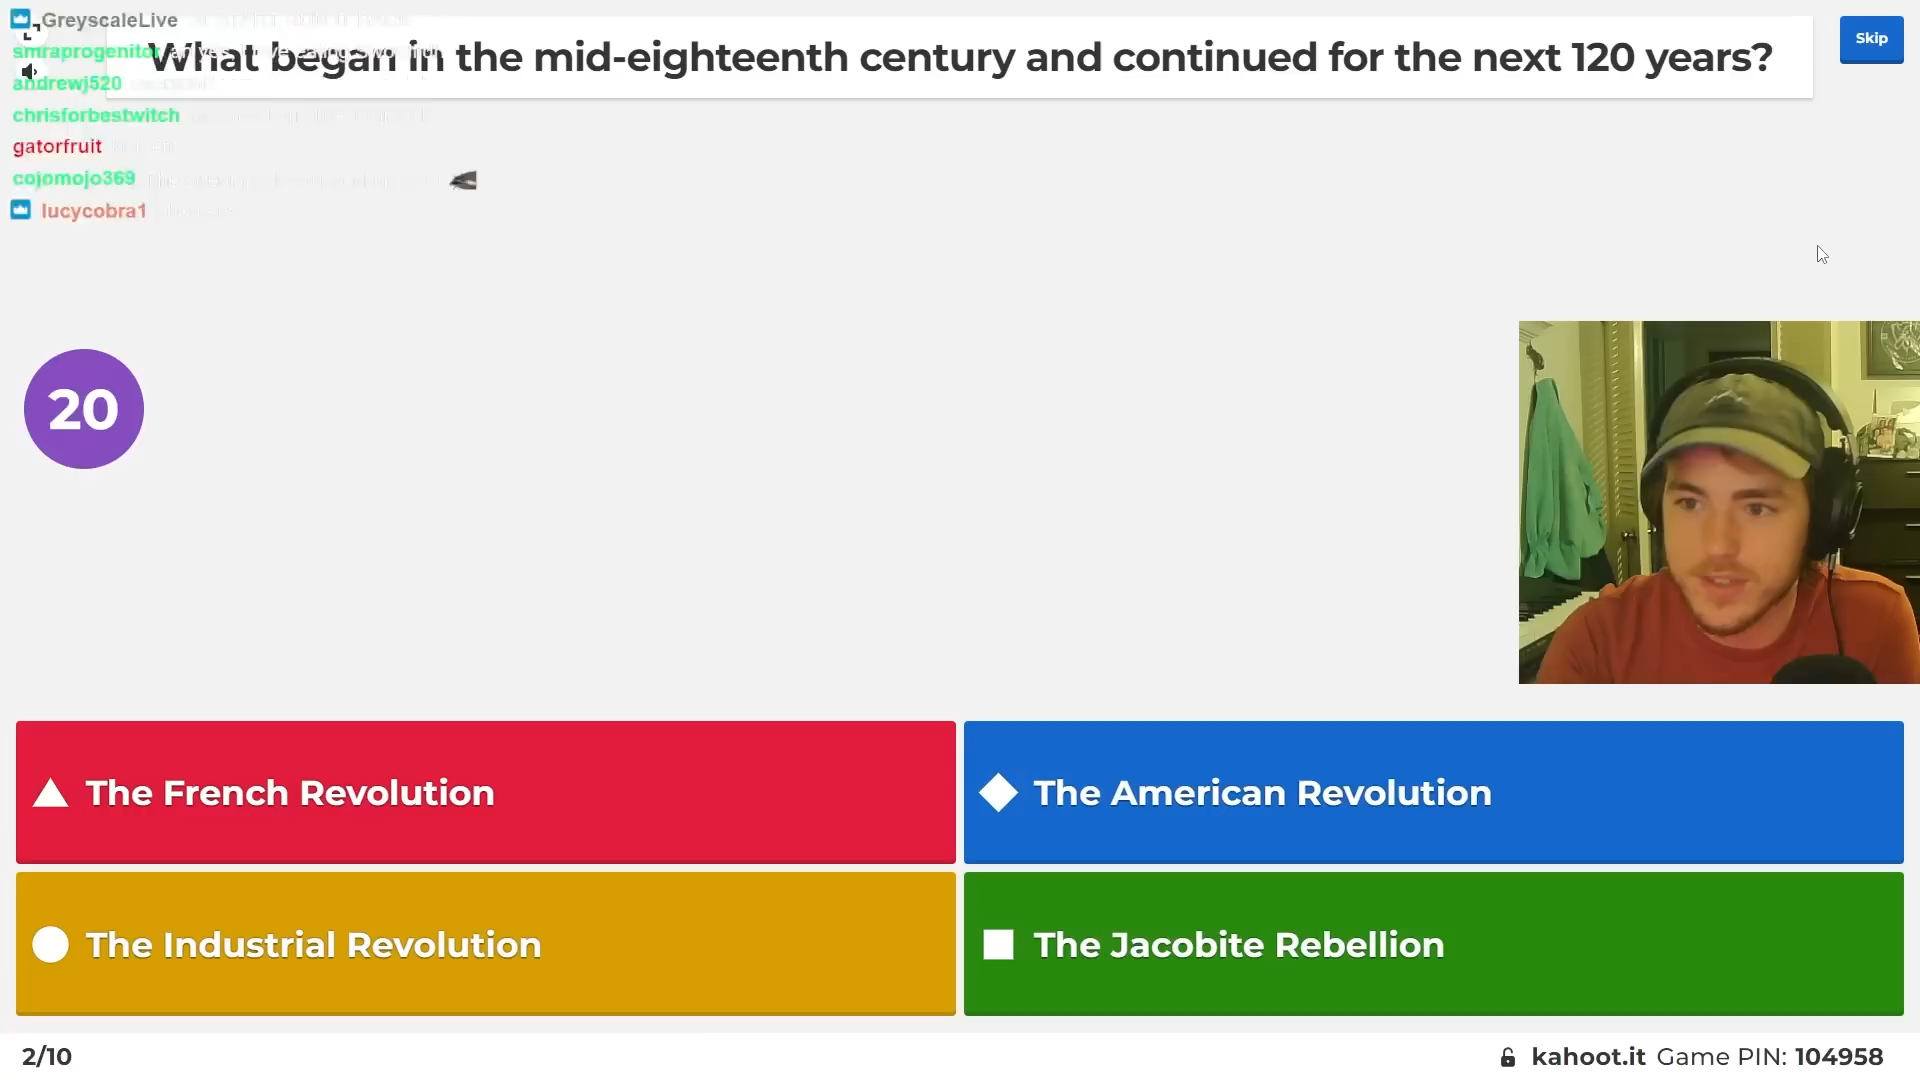 GreyscaleLive
smraprogenitor
andrewj520
chrisforbestwitch
gatorfruit
cojomojo369
lucycobra1
What began in the mid-eighteenth century and continued for the next 120 years?
Skip
20
The French Revolution
The American Revolution
The Industrial Revolution
The Jacobite Rebellion
2/10
kahoot.it Game PIN: 104958